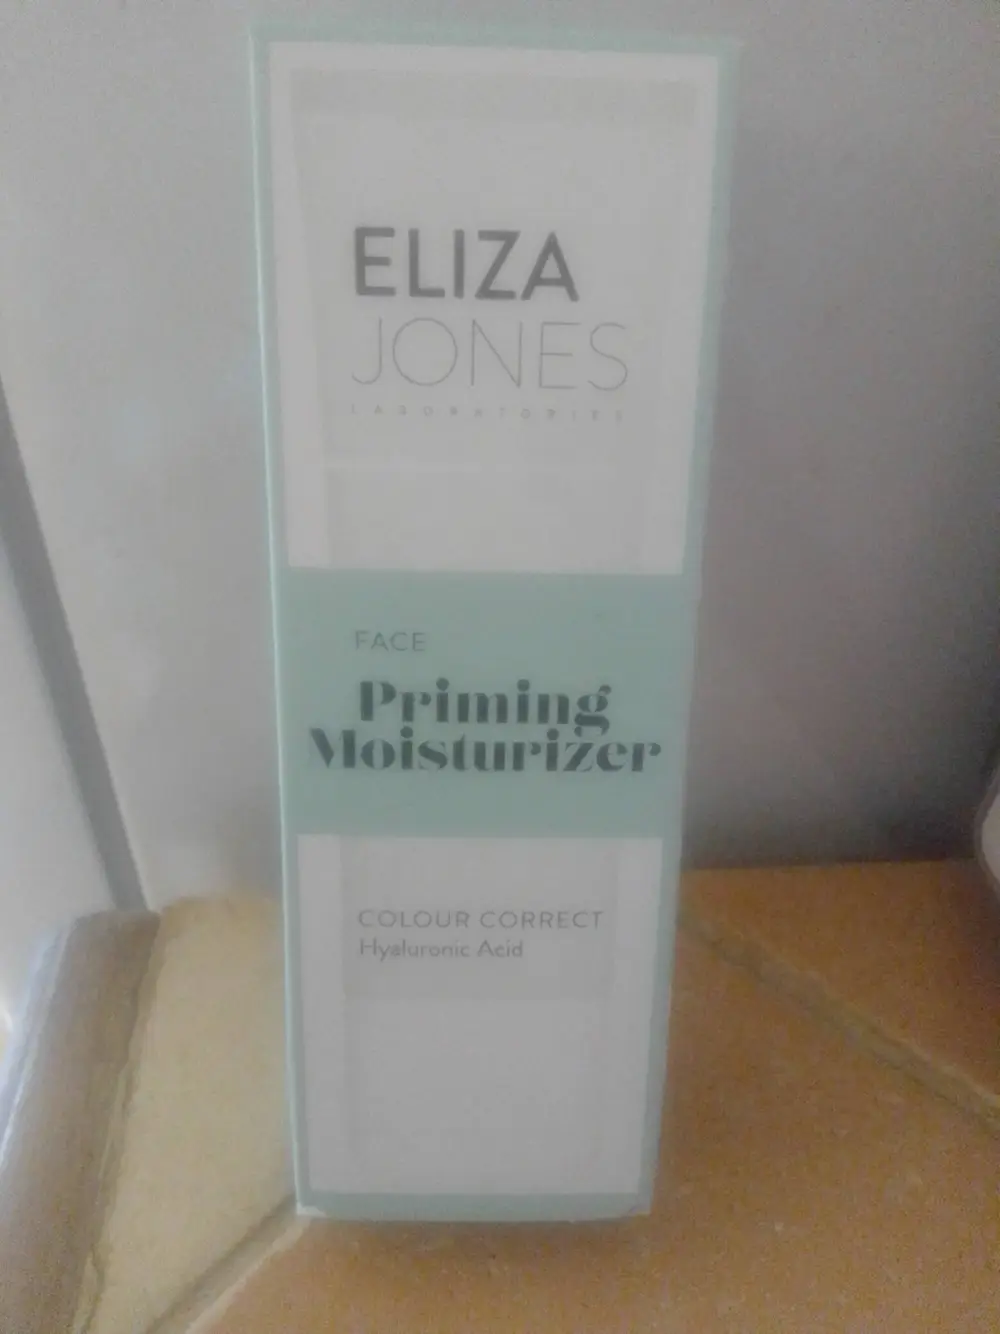 ELIZA
JONES
LABORATORIES
FACE
Priming
Moisturizer
COLOUR CORRECT
Hyaluronic Acid